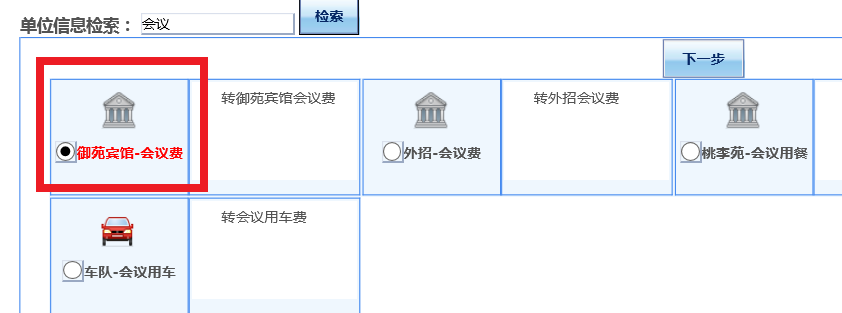 单位信息检索： 会议 检索
下一步
转御苑宾馆会议费 转外招会议费
御苑宾馆-会议费 外招-会议费 桃李苑-会议用餐
转会议用车费
车队-会议用车